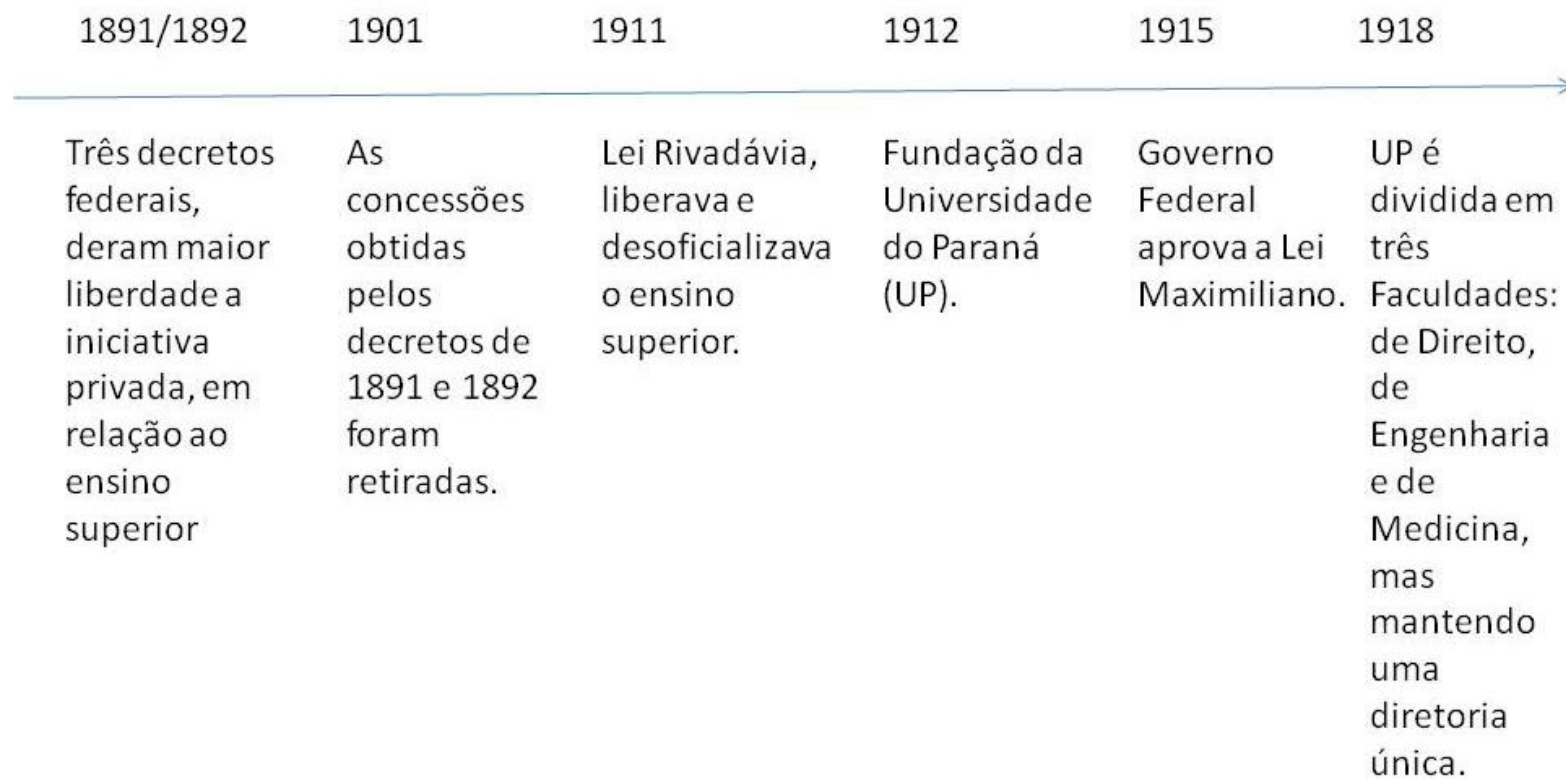 1891/1892
1901
1911
1912
1915
1918
Três decretos
federais,
deram maior
liberdade a
iniciativa
privada, em
relação ao
ensino
superior
As
concessões
obtidas
pelos
decretos de
1891 e 1892
foram
retiradas.
Lei Rivadávia,
liberava e
desoficializava
o ensino
superior.
Fundação da
Universidade
do Paraná
(UP).
Governo
Federal
aprova a Lei
Maximiliano.
UP é
dividida em
três
Faculdades:
de Direito,
de
Engenharia
e de
Medicina,
mas
mantendo
uma
diretoria
única.